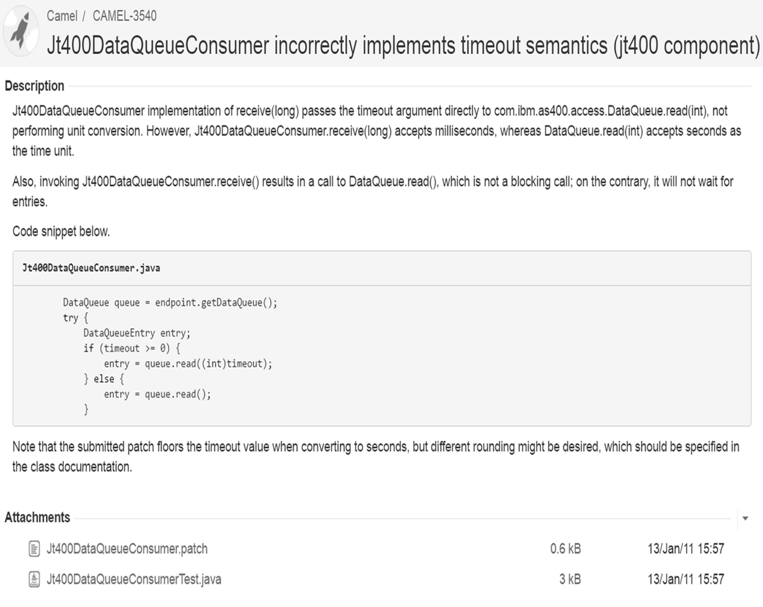 Camel / CAMEL-3540
Jt400DataQueueConsumer incorrectly implements timeout semantics (jt400 component)
Description
Jt400DataQueueConsumer implementation of receive(long) passes the timeout argument directly to com.ibm.as400.access.DataQueue.read(int), not
performing unit conversion. However, Jt400DataQueueConsumer.receive(long) accepts milliseconds, whereas DataQueue.read(int) accepts seconds as
the time unit.
Also, invoking Jt400DataQueueConsumer.receive() results in a call to DataQueue.read(), which is not a blocking call; on the contrary, it will not wait for
entries.
Code snippet below.
Jt400DataQueueConsumer.java
DataQueue queue = endpoint.getDataQueue();
try {
DataQueueEntry entry;
if (timeout >= 0) {
entry = queue.read((int)timeout);
} else {
entry = queue.read();
}
Note that the submitted patch floors the timeout value when converting to seconds, but different rounding might be desired, which should be specified in
the class documentation.
Attachments
Jt400DataQueueConsumer.patch 0.6 kB 13/Jan/11 15:57
Jt400DataQueueConsumerTest.java 3 kB 13/Jan/11 15:57